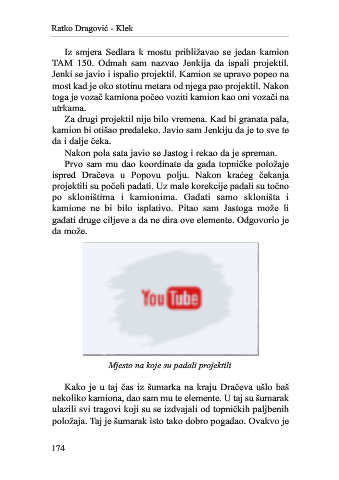 Ratko Dragović - Klek
Iz smjera Sedlara k mostu približavao se jedan kamion
TAM 150. Odmah sam nazvao Jenkija da ispali projektil.
Jenki se javio i ispalio projektil. Kamion se upravo popeo na
most kad je oko stotinu metara od njega pao projektil. Nakon
toga je vozač kamiona počeo voziti kamion kao oni vozači na
utrkama.
Za drugi projektil nije bilo vremena. Kad bi granata pala,
kamion bi otišao predaleko. Javio sam Jenkiju da je to sve te
da i dalje čeka.
Nakon pola sata javio se Jastog i rekao da je spreman.
Prvo sam mu dao koordinate da gađa topničke položaje
ispred Dračeva u Popovu polju. Nakon kraćeg čekanja
projektili su počeli padati. Uz male korekcije padali su točno
po skloništima i kamionima. Gađati samo skloništa i
kamione ne bi bilo isplativo. Pitao sam Jastoga može li
gađati druge ciljeve a da ne dira ove elemente. Odgovorio je
da može.
YouTube
Mjesto na koje su padali projektili
Kako je u taj čas iz šumarka na kraju Dračeva ušlo baš
nekoliko kamiona, dao sam mu te elemente. U taj su šumarak
ulazili svi tragovi koji su se izdvajali od topničkih paljbenih
položaja. Taj je šumarak isto tako dobro pogađao. Ovakvo je
174